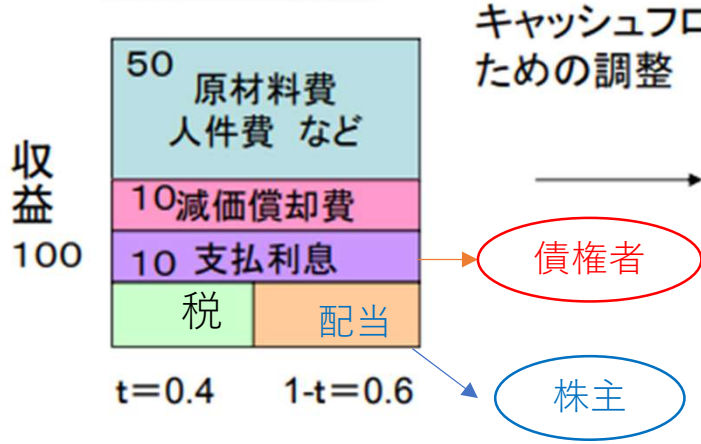 キャッシュフロ
ための調整
50
原材料費
人件費 など
収
益
100
10減価償却費
10 支払利息
債権者
税
配当
株主
t＝0.4 1-t＝0.6